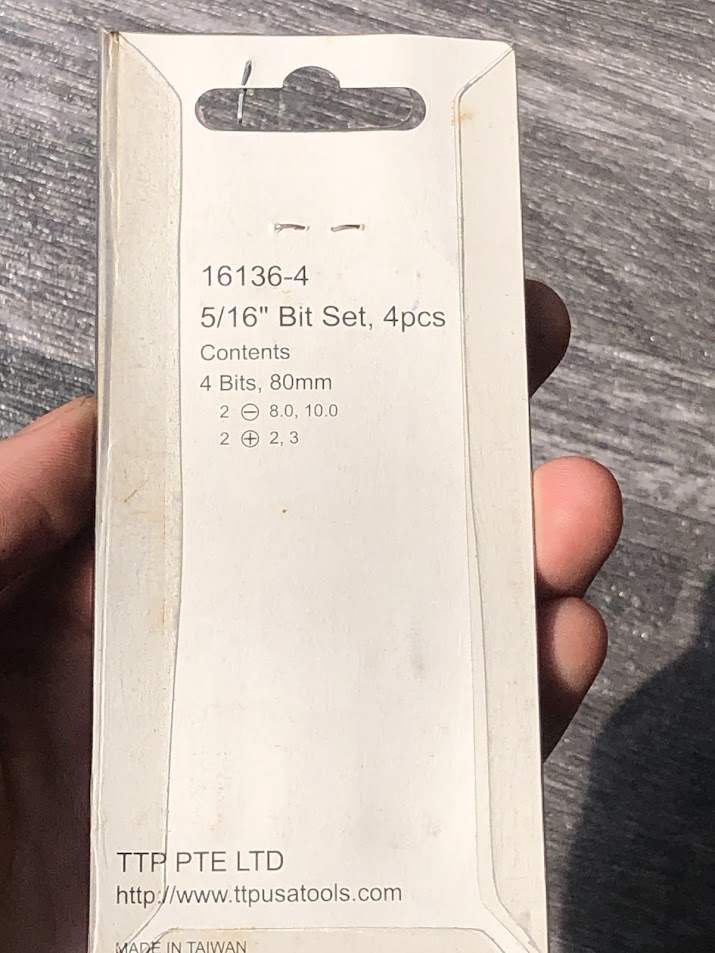 16136-4
5/16" Bit Set, 4pcs
Contents
4 Bits, 80mm
2 ⊖ 8.0, 10.0
2 ⊕ 2, 3
TTP PTE LTD
http://www.ttpusatools.com
MADE IN TAIWAN